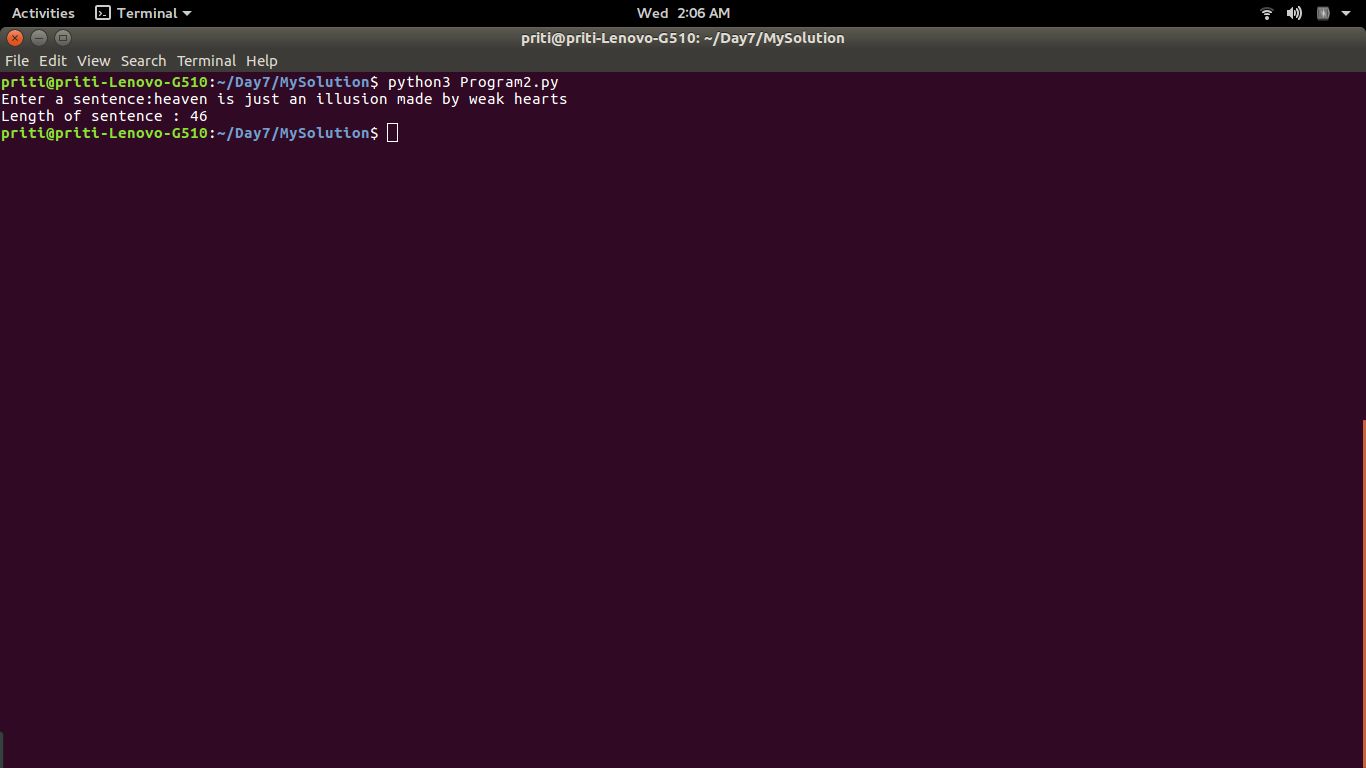 Activities Terminal Wed 2:06 AM
priti@priti-Lenovo-G510: ~/Day7/MySolution
File Edit View Search Terminal Help
priti@priti-Lenovo-G510:~/Day7/MySolution$ python3 Program2.py
Enter a sentence:heaven is just an illusion made by weak hearts
Length of sentence : 46
priti@priti-Lenovo-G510:~/Day7/MySolution$